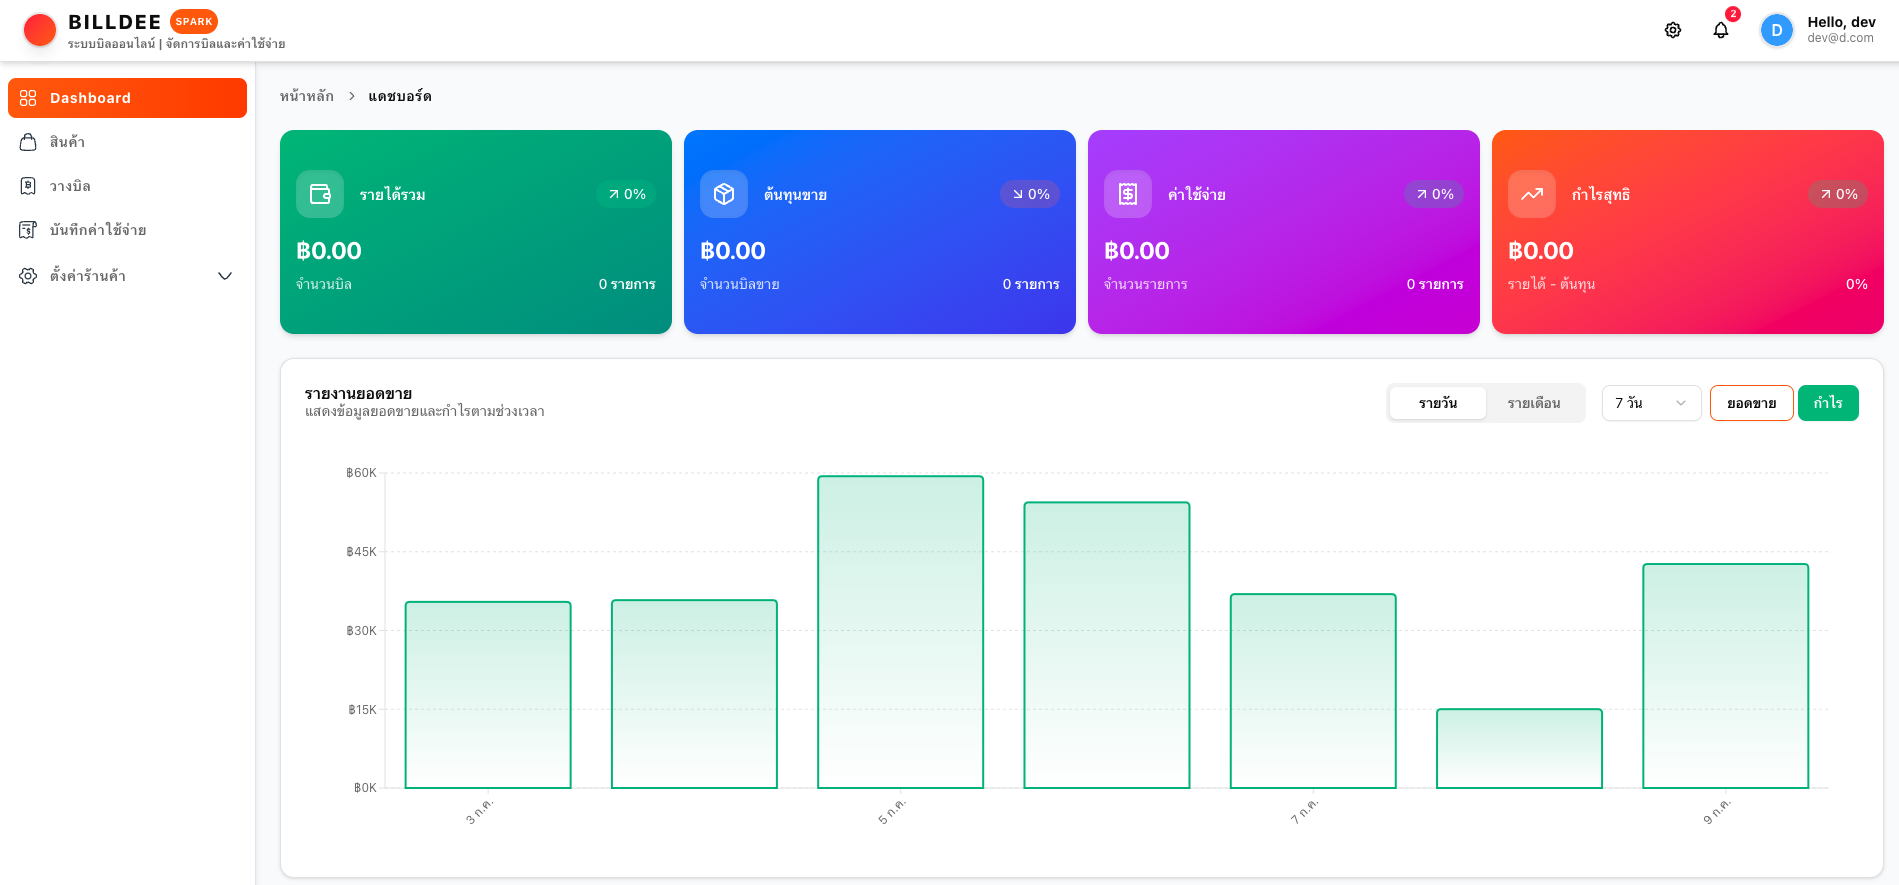 BILLDEE SPARK
ระบบบิลออนไลน์ | จัดการบิลและค่าใช้จ่าย
2
D
Hello, dev
dev@d.com
Dashboard
สินค้า
วางบิล
บันทึกค่าใช้จ่าย
ตั้งค่าร้านค้า
หน้าหลัก > แดชบอร์ด
รายได้รวม 0%
฿0.00
จำนวนบิล 0 รายการ
ต้นทุนขาย 0%
฿0.00
จำนวนบิลขาย 0 รายการ
ค่าใช้จ่าย 0%
฿0.00
จำนวนรายการ 0 รายการ
กำไรสุทธิ 0%
฿0.00
รายได้ - ต้นทุน 0%
รายงานยอดขาย
แสดงข้อมูลยอดขายและกำไรตามช่วงเวลา
รายวัน รายเดือน 7 วัน ยอดขาย กำไร
฿60K
฿45K
฿30K
฿15K
฿0K
3 ก.ค. 5 ก.ค. 7 ก.ค. 9 ก.ค.